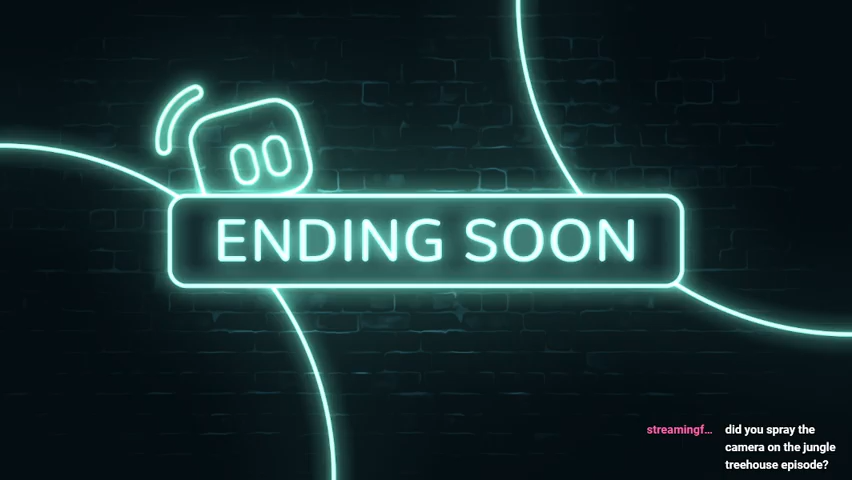 ENDING SOON
streamingf... did you spray the
camera on the jungle
treehouse episode?